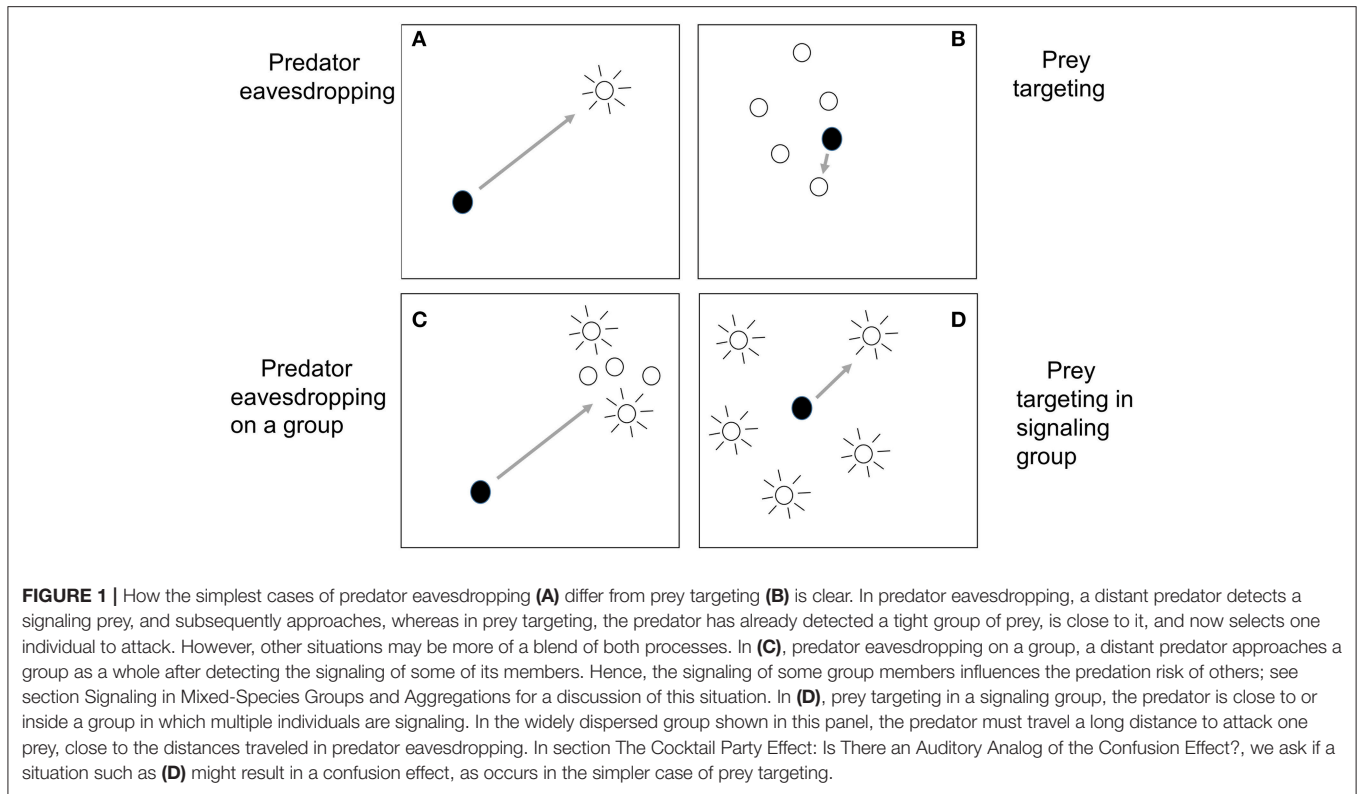 Predator
eavesdropping
A
B
Prey
targeting
Predator
eavesdropping
on a group
C
D
Prey
targeting in
signaling
group
FIGURE 1 | How the simplest cases of predator eavesdropping (A) differ from prey targeting (B) is clear. In predator eavesdropping, a distant predator detects a
signaling prey, and subsequently approaches, whereas in prey targeting, the predator has already detected a tight group of prey, is close to it, and now selects one
individual to attack. However, other situations may be more of a blend of both processes. In (C), predator eavesdropping on a group, a distant predator approaches a
group as a whole after detecting the signaling of some of its members. Hence, the signaling of some group members influences the predation risk of others; see
section Signaling in Mixed-Species Groups and Aggregations for a discussion of this situation. In (D), prey targeting in a signaling group, the predator is close to or
inside a group in which multiple individuals are signaling. In the widely dispersed group shown in this panel, the predator must travel a long distance to attack one
prey, close to the distances traveled in predator eavesdropping. In section The Cocktail Party Effect: Is There an Auditory Analog of the Confusion Effect?, we ask if a
situation such as (D) might result in a confusion effect, as occurs in the simpler case of prey targeting.